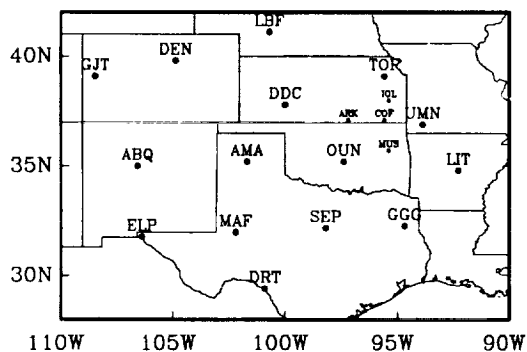 LBF
40N
DEN
GJT
TOP
IOL
DDC
ARK
COF
UMN
MUS
35N
ABQ
AMA
OUN
LIT
ELP
MAF
SEP
GGG
30N
DRT
110W
105W
100W
95W
90W